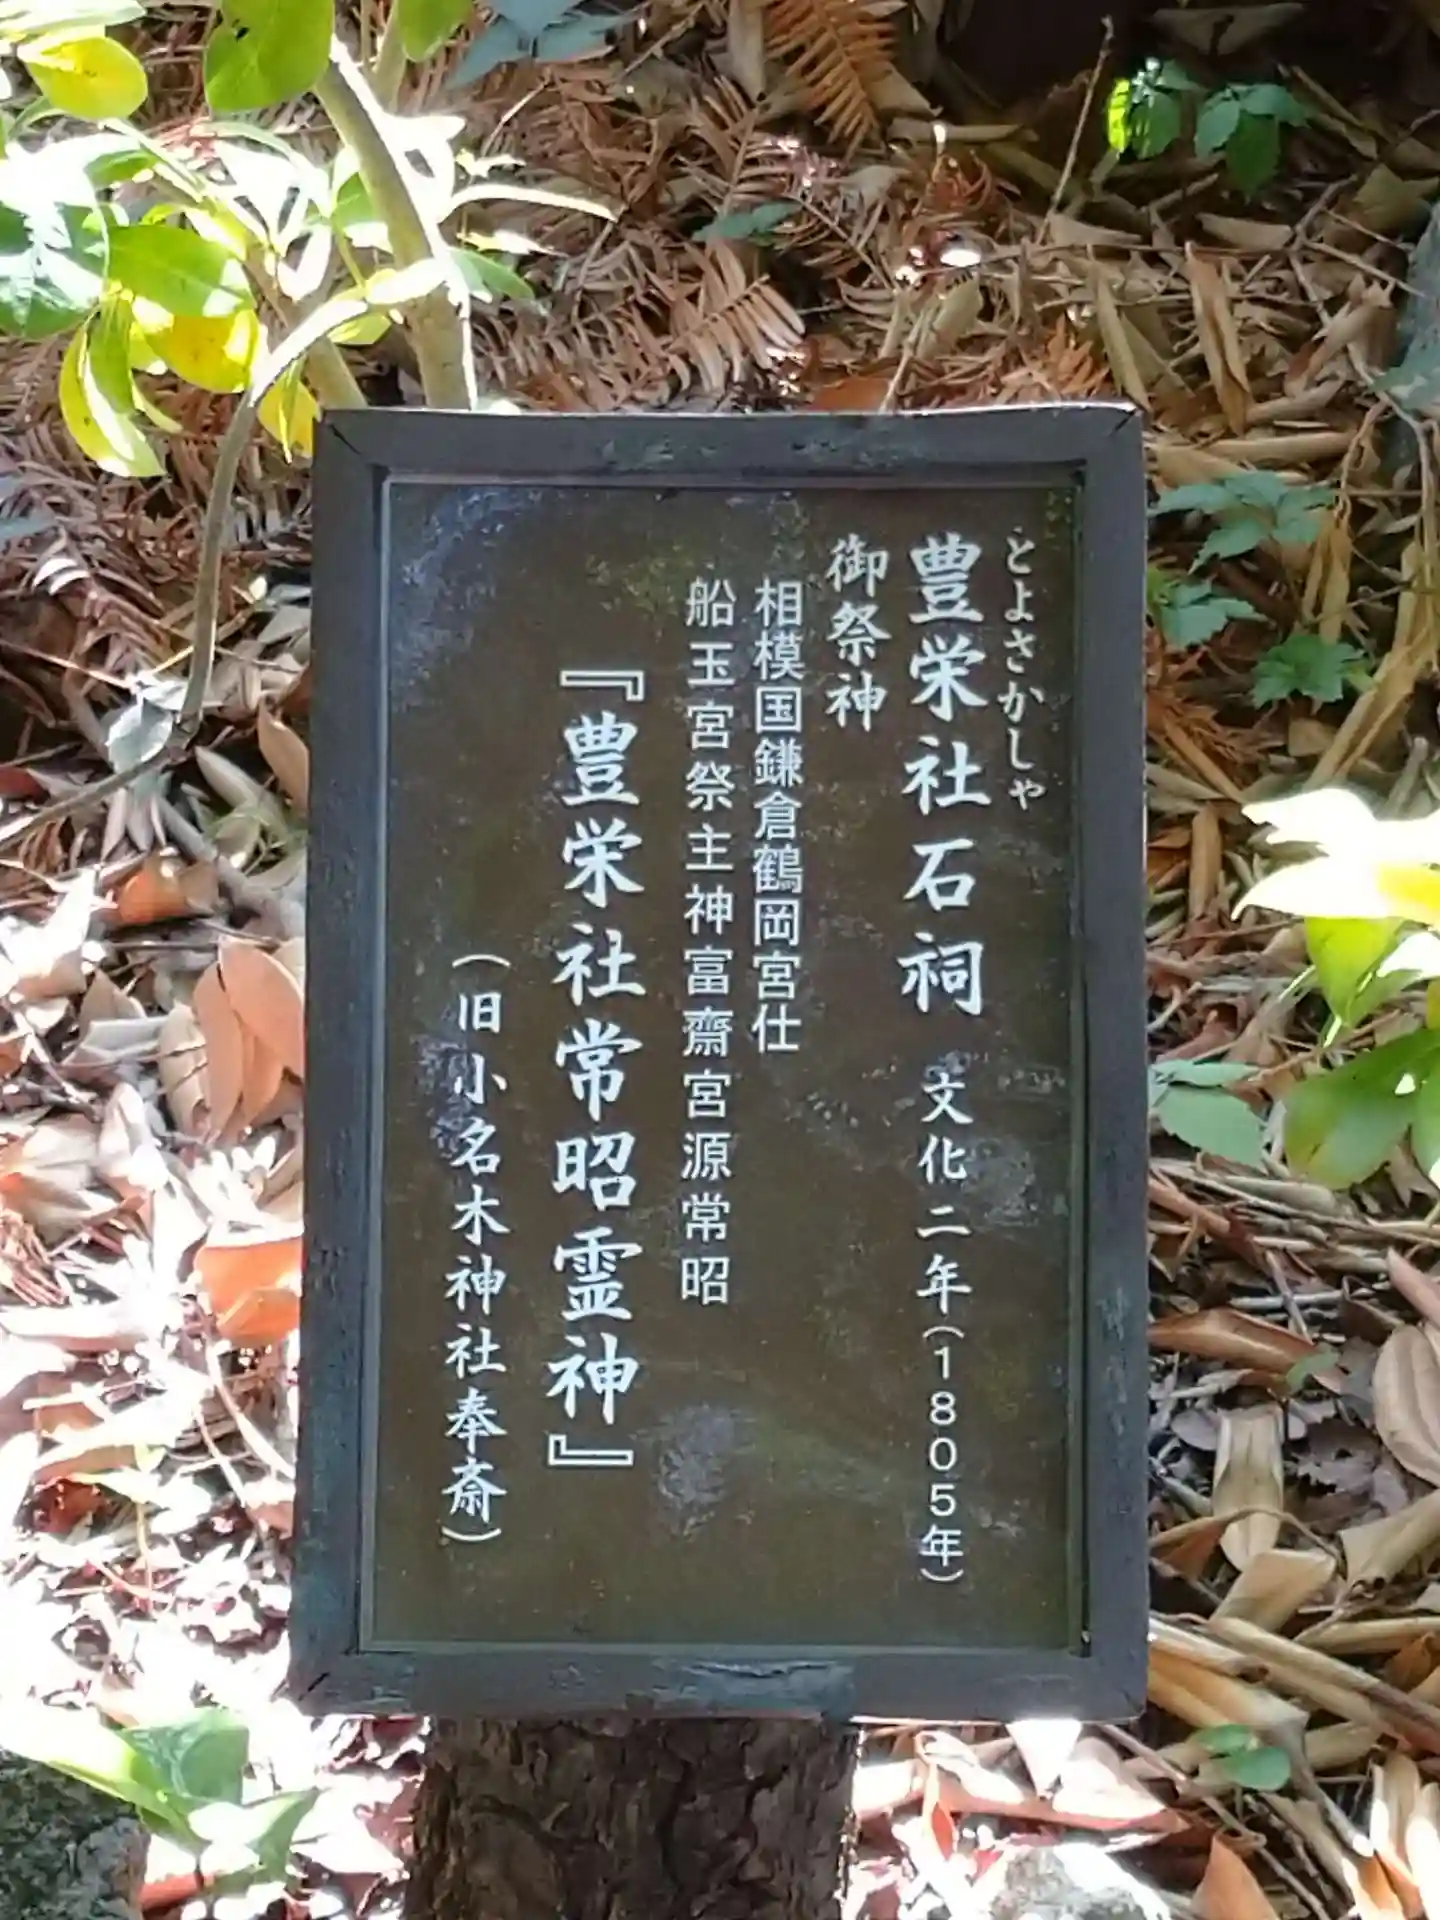 とよさかしゃ
豊栄社石祠 文化二年(1805年)
御祭神
相模国鎌倉鶴岡宮仕
船玉宮祭主神富齋宮源常昭
『豊栄社常昭霊神』
(旧小名木神社奉斎)